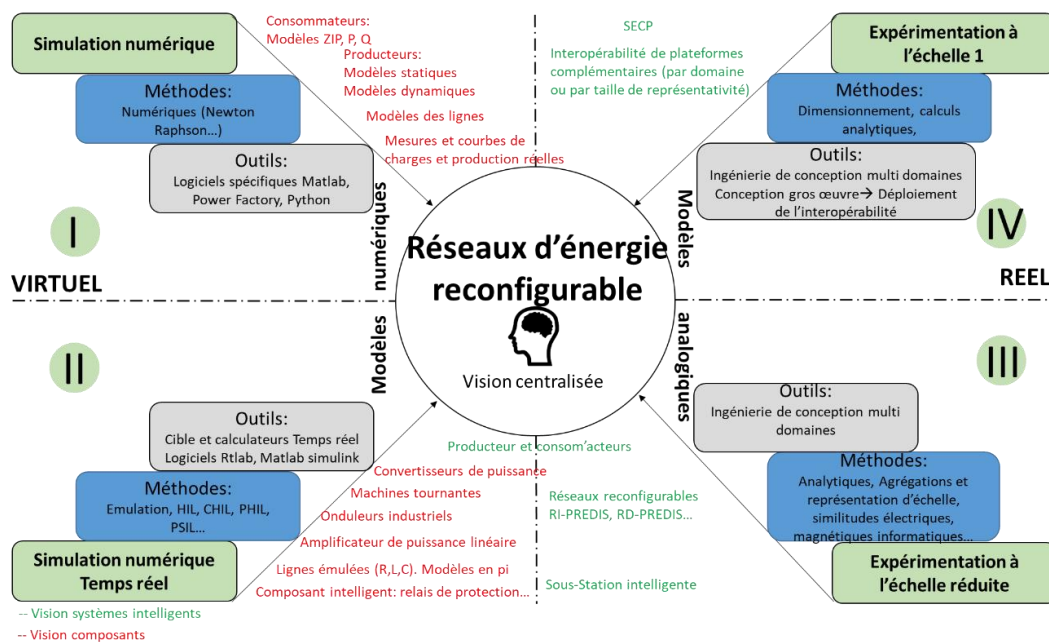 Simulation numérique
Méthodes:
Numériques (Newton
Raphson…)
Outils:
Logiciels spécifiques Matlab,
Power Factory, Python
I
VIRTUEL
Consommateurs:
Modèles ZIP, P, Q
Producteurs:
Modèles statiques
Modèles dynamiques
Modèles des lignes
Mesures et courbes de
charges et production réelles
SECP
Interopérabilité de plateformes
complémentaires (par domaine
ou par taille de représentativité)
Expérimentation à
l’échelle 1
Méthodes:
Dimensionnement, calculs
analytiques,
Outils:
Ingénierie de conception multi domaines
Conception gros œuvre→ Déploiement
de l’interopérabilité
IV
REEL
numériques
Modèles
Réseaux d’énergie
reconfigurable
Vision centralisée
Modèles
analogiques
II
Outils:
Cible et calculateurs Temps réel
Logiciels Rtlab, Matlab simulink
Méthodes:
Emulation, HIL, CHIL, PHIL,
PSIL…
Simulation numérique
Temps réel
Producteur et consom’acteurs
Convertisseurs de puissance
Machines tournantes
Onduleurs industriels
Amplificateur de puissance linéaire
Lignes émulées (R,L,C). Modèles en pi
Composant intelligent: relais de protection…
Réseaux reconfigurables
RI-PREDIS, RD-PREDIS…
Sous-Station intelligente
III
Outils:
Ingénierie de conception multi
domaines
Méthodes:
Analytiques, Agrégations et
représentation d’échelle,
similitudes électriques,
magnétiques informatiques…
Expérimentation à
l’échelle réduite
-- Vision systèmes intelligents
-- Vision composants